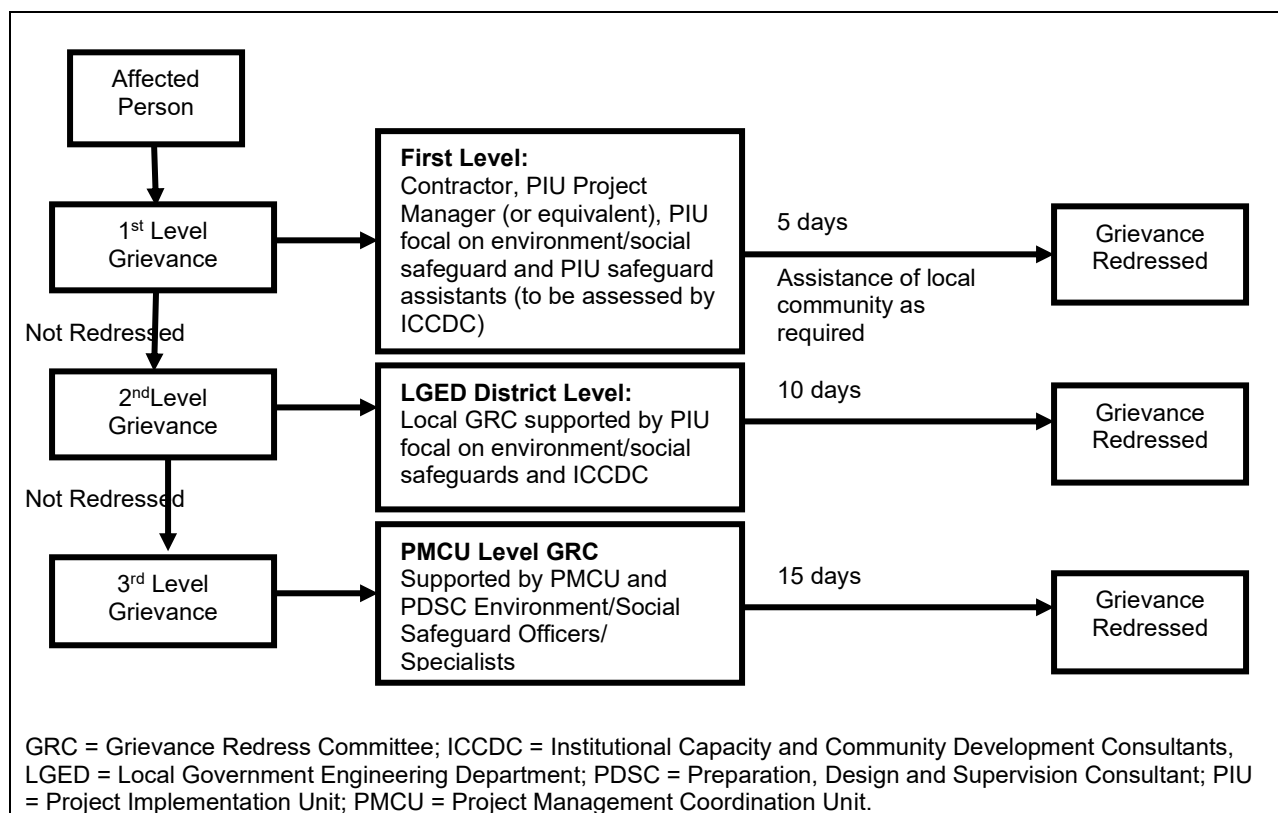 Affected
Person
First Level:
Contractor, PIU Project
Manager (or equivalent), PIU
focal on environment/social
safeguard and PIU safeguard
assistants (to be assessed by
ICCDC)
1st Level
Grievance
5 days
Assistance of local
community as
required
Grievance
Redressed
Not Redressed
2ndLevel
Grievance
LGED District Level:
Local GRC supported by PIU
focal on environment/social
safeguards and ICCDC
10 days
Grievance
Redressed
Not Redressed
3rd Level
Grievance
PMCU Level GRC
Supported by PMCU and
PDSC Environment/Social
Safeguard Officers/
Specialists
15 days
Grievance
Redressed
GRC = Grievance Redress Committee; ICCDC = Institutional Capacity and Community Development Consultants,
LGED = Local Government Engineering Department; PDSC = Preparation, Design and Supervision Consultant; PIU
= Project Implementation Unit; PMCU = Project Management Coordination Unit.